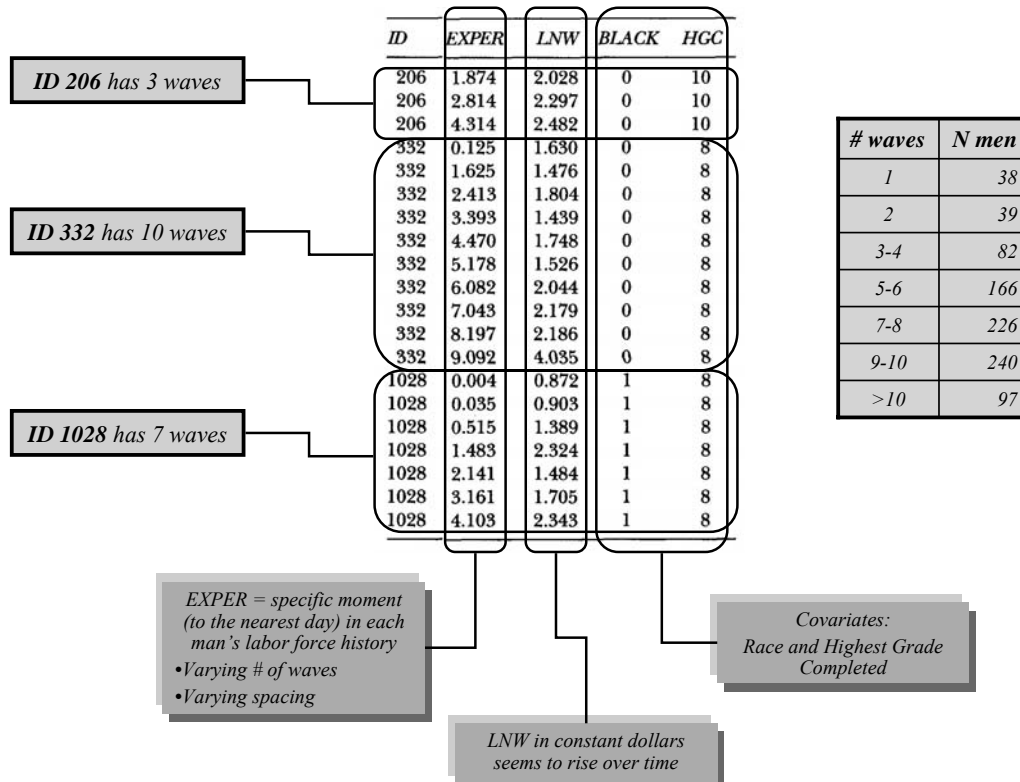 ID EXPER LNW BLACK HGC
206 1.874 2.028 0 10
206 2.814 2.297 0 10
206 4.314 2.482 0 10
332 0.125 1.630 0 8
332 1.625 1.476 0 8
332 2.413 1.804 0 8
332 3.393 1.439 0 8
332 4.470 1.748 0 8
332 5.178 1.526 0 8
332 6.082 2.044 0 8
332 7.043 2.179 0 8
332 8.197 2.186 0 8
332 9.092 4.035 0 8
1028 0.004 0.872 1 8
1028 0.035 0.903 1 8
1028 0.515 1.389 1 8
1028 1.483 2.324 1 8
1028 2.141 1.484 1 8
1028 3.161 1.705 1 8
1028 4.103 2.343 1 8
ID 206 has 3 waves
ID 332 has 10 waves
ID 1028 has 7 waves
# waves N men
1 38
2 39
3-4 82
5-6 166
7-8 226
9-10 240
>10 97
EXPER = specific moment
(to the nearest day) in each
man's labor force history
•Varying # of waves
•Varying spacing
LNW in constant dollars
seems to rise over time
Covariates:
Race and Highest Grade
Completed